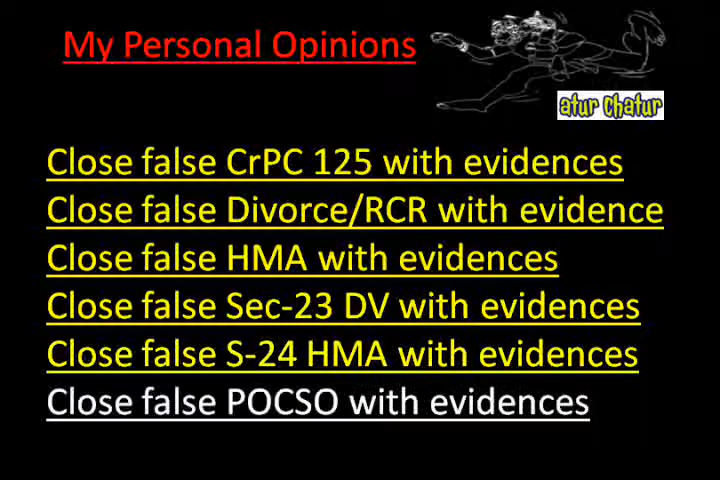 My Personal Opinions
atur Chatur
Close false CrPC 125 with evidences
Close false Divorce/RCR with evidence
Close false HMA with evidences
Close false Sec-23 DV with evidences
Close false S-24 HMA with evidences
Close false POCSO with evidences